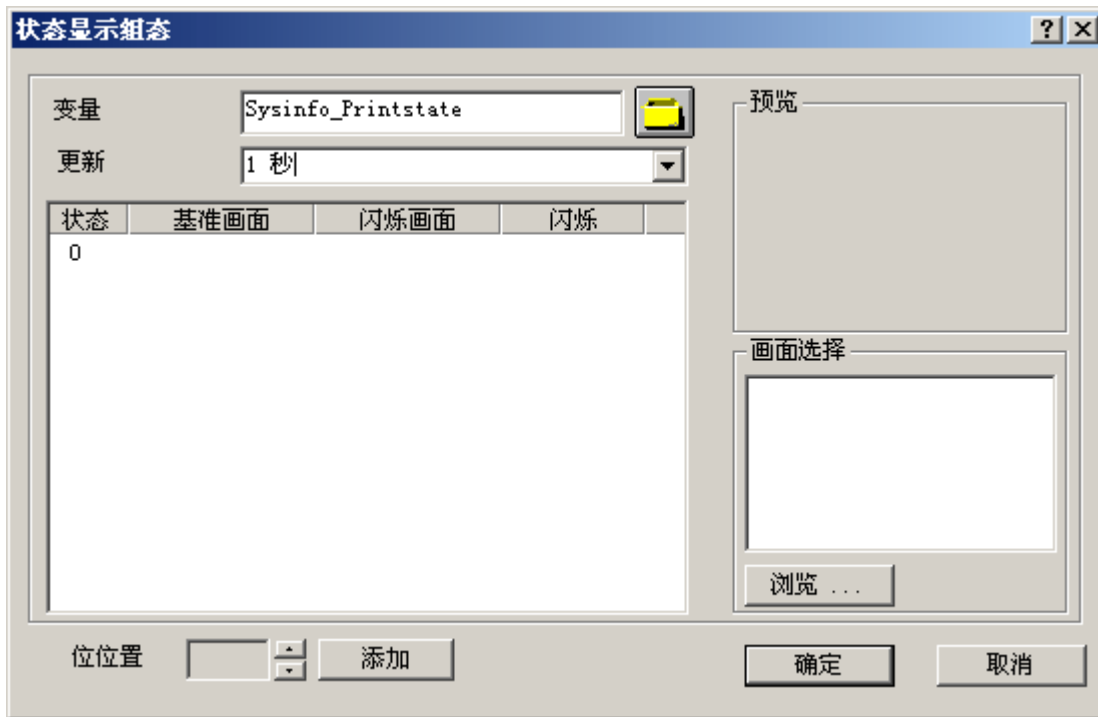 状态显示组态
变量 Sysinfo_Printstate
更新 1 秒
状态 基准画面 闪烁画面 闪烁
0
预览
画面选择
浏览 ...
位位置 添加 确定 取消